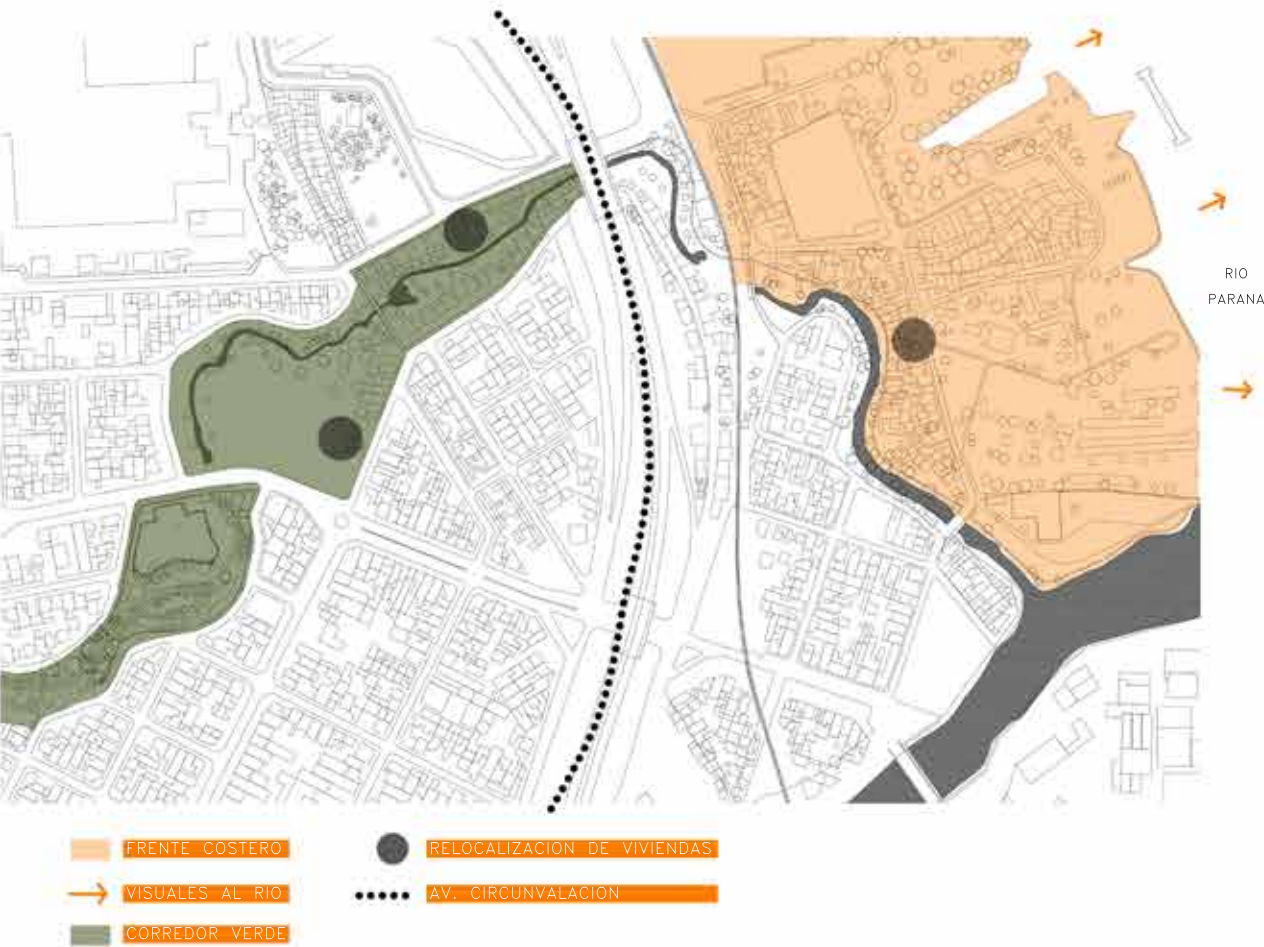 RIO
PARANA
FRENTE COSTERO
RELOCALIZACION DE VIVIENDAS
VISUALES AL RIO
AV. CIRCUNVALACION
CORREDOR VERDE